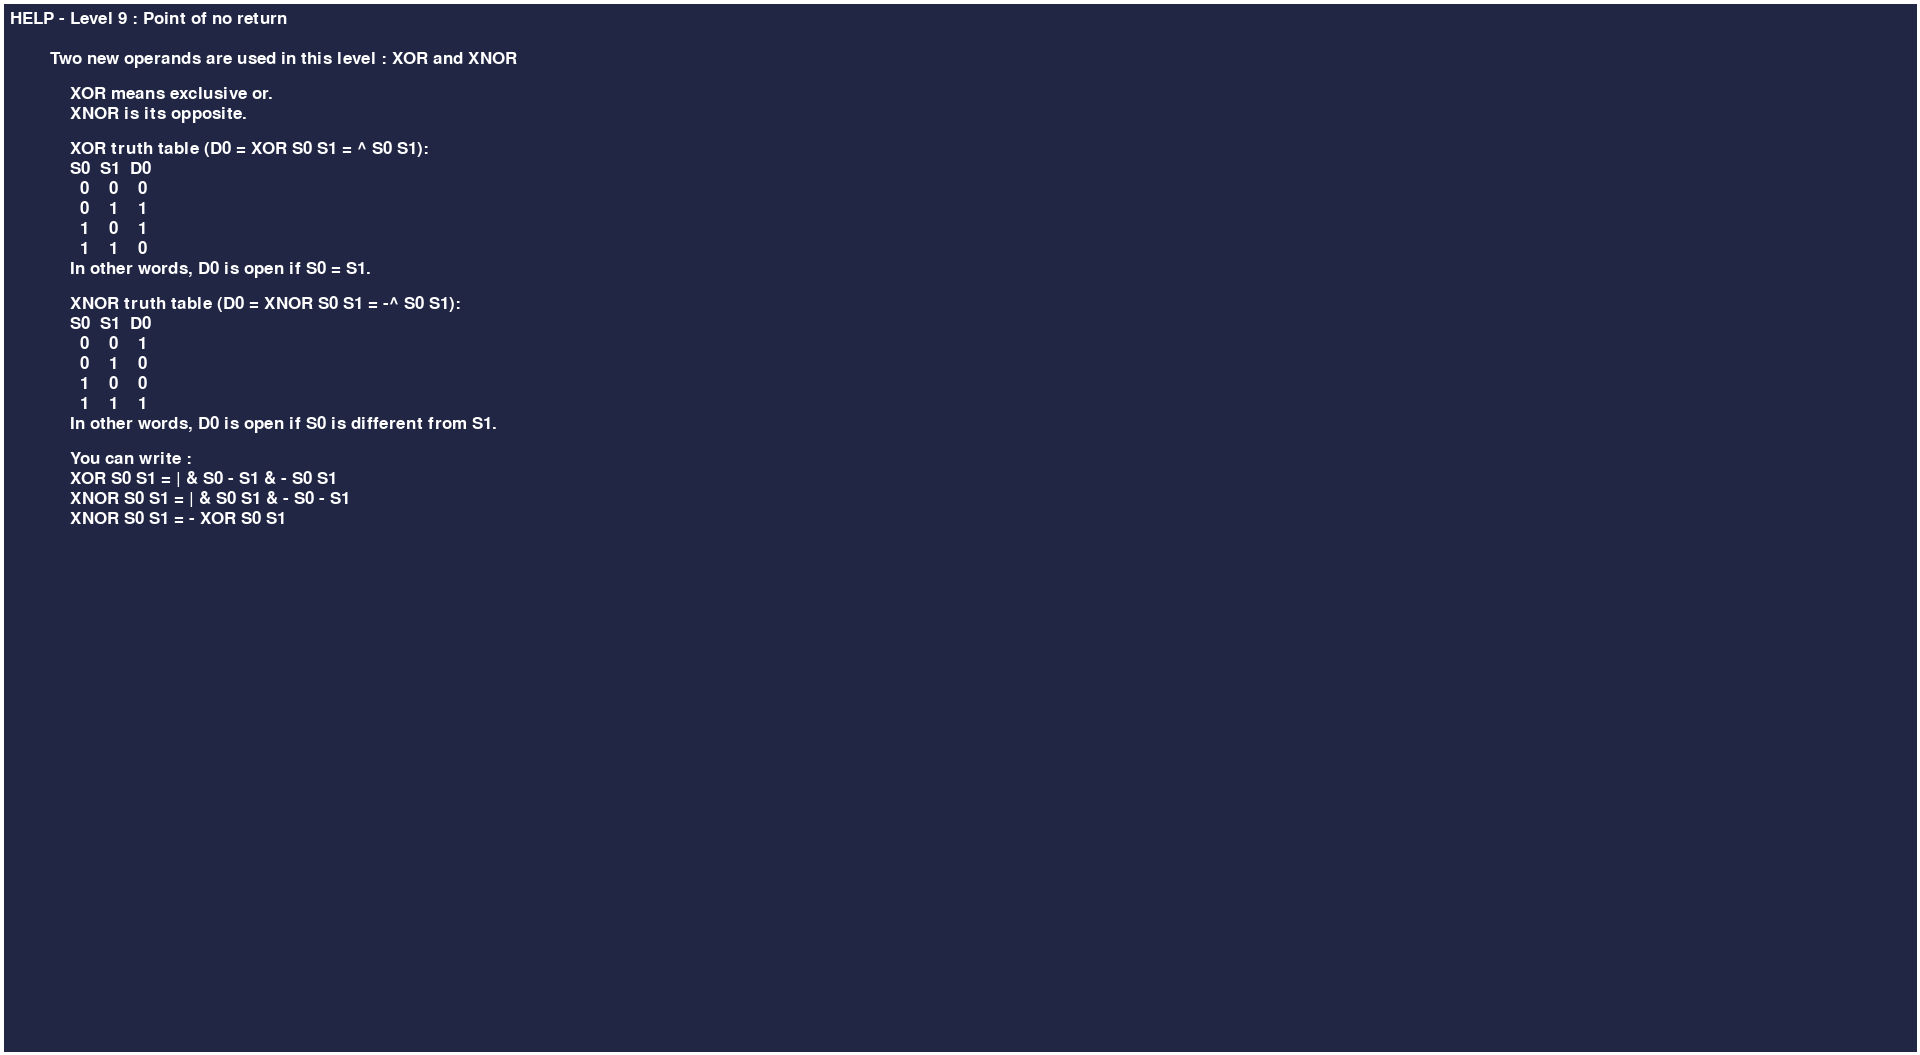 HELP - Level 9 : Point of no return
Two new operands are used in this level : XOR and XNOR
XOR means exclusive or.
XNOR is its opposite.
XOR truth table (D0 = XOR S0 S1 = ^ S0 S1):
S0 S1 D0
0 0 0
0 1 1
1 0 1
1 1 0
In other words, D0 is open if S0 = S1.
XNOR truth table (D0 = XNOR S0 S1 = -^ S0 S1):
S0 S1 D0
0 0 1
0 1 0
1 0 0
1 1 1
In other words, D0 is open if S0 is different from S1.
You can write :
XOR S0 S1 = | & S0 - S1 & - S0 S1
XNOR S0 S1 = | & S0 S1 & - S0 - S1
XNOR S0 S1 = - XOR S0 S1